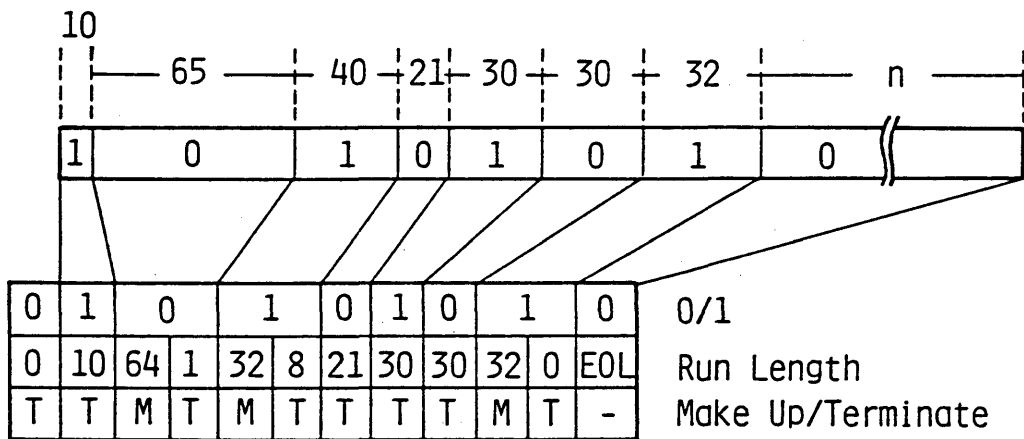 10
65 40 21 30 30 32 n
1 0 1 0 1 0 1 0
0 1 0 1 0 1 0 1 0 0/1
0 10 64 1 32 8 21 30 30 32 0 EOL Run Length
T T M T M T T T T M T - Make Up/Terminate